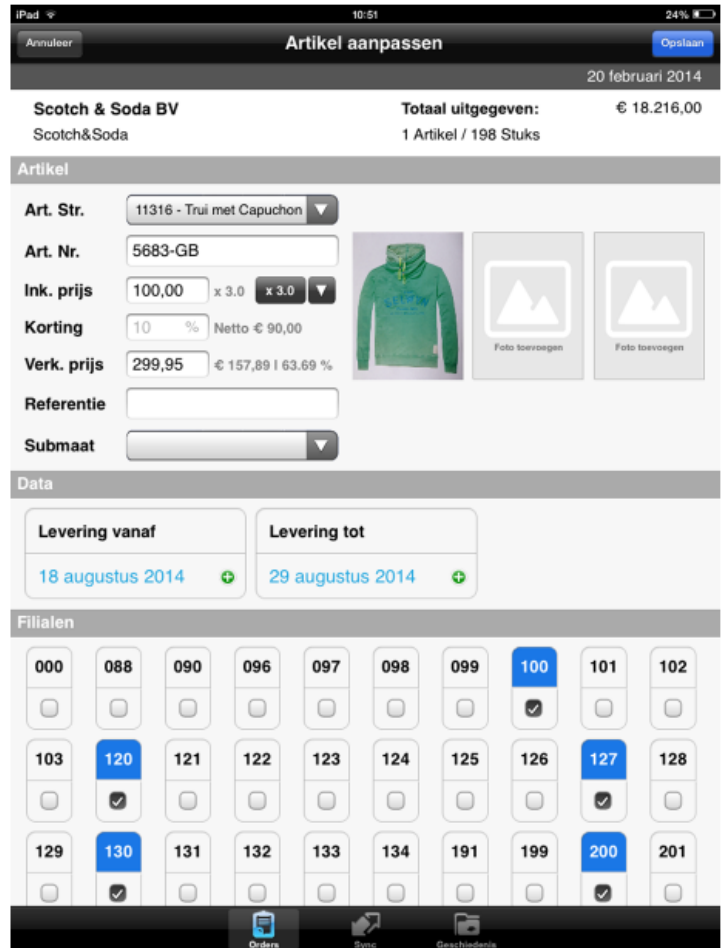 iPad 10:51 24%
Annuleer Artikel aanpassen Opslaan
20 februari 2014
Scotch & Soda BV Totaal uitgegeven: € 18.216,00
Scotch&Soda 1 Artikel / 198 Stuks
Artikel
Art. Str. 11316 - Trui met Capuchon
Art. Nr. 5683-GB
Ink. prijs 100,00 x 3.0 x 3.0
Korting 10 % Netto € 90,00
Verk. prijs 299,95 € 157,89 | 63.69 %
Foto toevoegen Foto toevoegen
Referentie
Submaat
Data
Levering vanaf Levering tot
18 augustus 2014 29 augustus 2014
Filialen
000 088 090 096 097 098 099 100 101 102
103 120 121 122 123 124 125 126 127 128
129 130 131 132 133 134 191 199 200 201
Orders Sync Geschiedenis